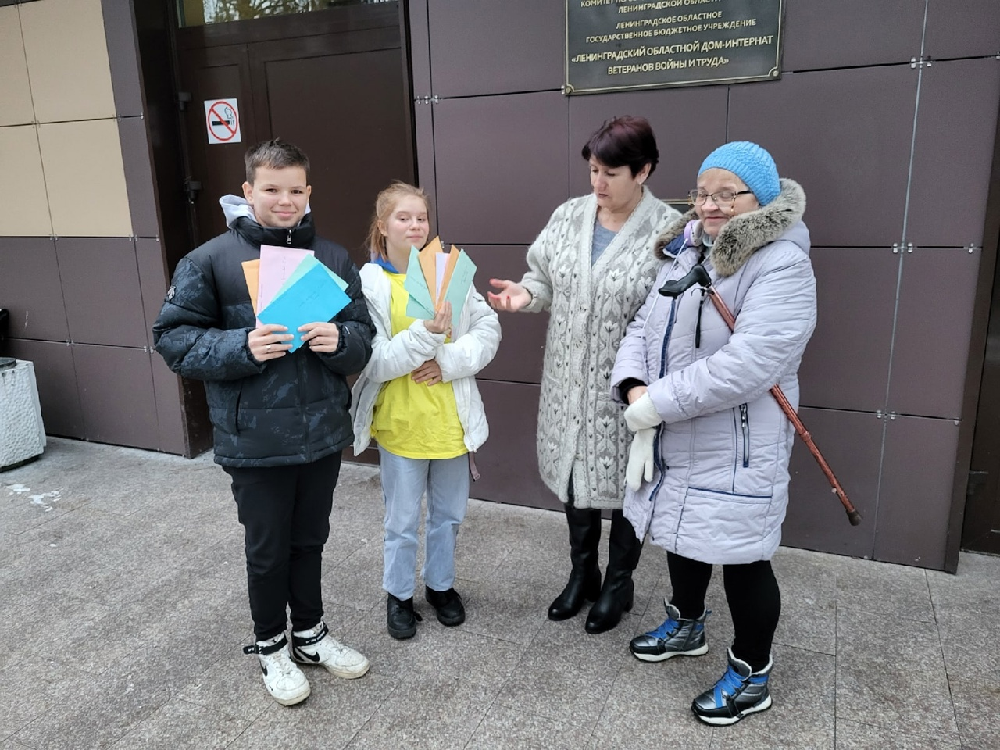 ЛЕНИНГРАДСКОЙ ОБЛАСТИ
ЛЕНИНГРАДСКОЕ ОБЛАСТНОЕ
ГОСУДАРСТВЕННОЕ БЮДЖЕТНОЕ УЧРЕЖДЕНИЕ
«ЛЕНИНГРАДСКИЙ ОБЛАСТНОЙ ДОМ-ИНТЕРНАТ
ВЕТЕРАНОВ ВОЙНЫ И ТРУДА»